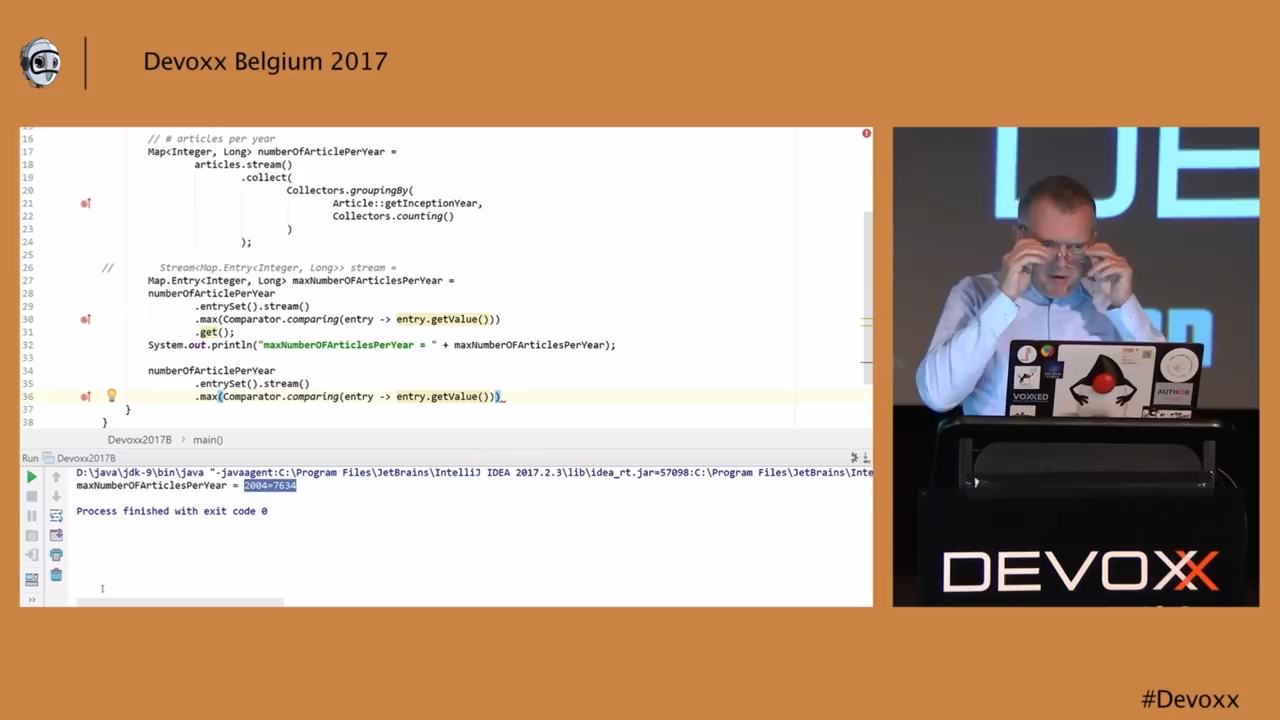 Devoxx Belgium 2017
16 // # articles per year
17 Map<Integer, Long> numberOfArticlePerYear =
18 articles.stream()
19 .collect(
20 Collectors.groupingBy(
21 Article::getInceptionYear,
22 Collectors.counting()
23 )
24 );
25
26 // Stream<Map.Entry<Integer, Long>> stream =
27 Map.Entry<Integer, Long> maxNumberOFArticlesPerYear =
28 numberOfArticlePerYear
29 .entrySet().stream()
30 .max(Comparator.comparing(entry -> entry.getValue()))
31 .get();
32 System.out.println("maxNumberOFArticlesPerYear = " + maxNumberOFArticlesPerYear);
33
34 numberOfArticlePerYear
35 .entrySet().stream()
36 .max(Comparator.comparing(entry -> entry.getValue()))
37 }
38 }
Devoxx2017B > main()
Run Devoxx2017B
D:\java\jdk-9\bin\java "-javaagent:C:\Program Files\JetBrains\IntelliJ IDEA 2017.2.3\lib\idea_rt.jar=57098:C:\Program Files\JetBrains\Inte
maxNumberOFArticlesPerYear = 2004=7634
Process finished with exit code 0
DE
VOXXED
AUTHOR
DEVOXX
#Devoxx